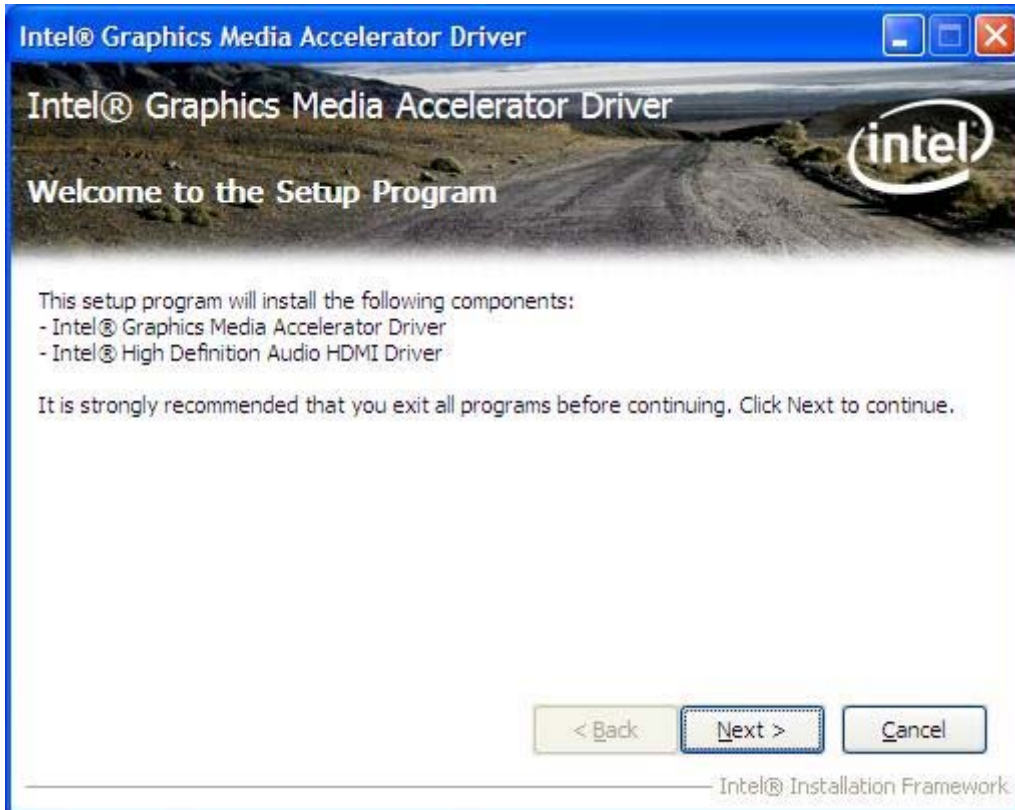 Intel® Graphics Media Accelerator Driver
Intel® Graphics Media Accelerator Driver
intel
Welcome to the Setup Program
This setup program will install the following components:
- Intel® Graphics Media Accelerator Driver
- Intel® High Definition Audio HDMI Driver
It is strongly recommended that you exit all programs before continuing. Click Next to continue.
< Back Next > Cancel
Intel® Installation Framework